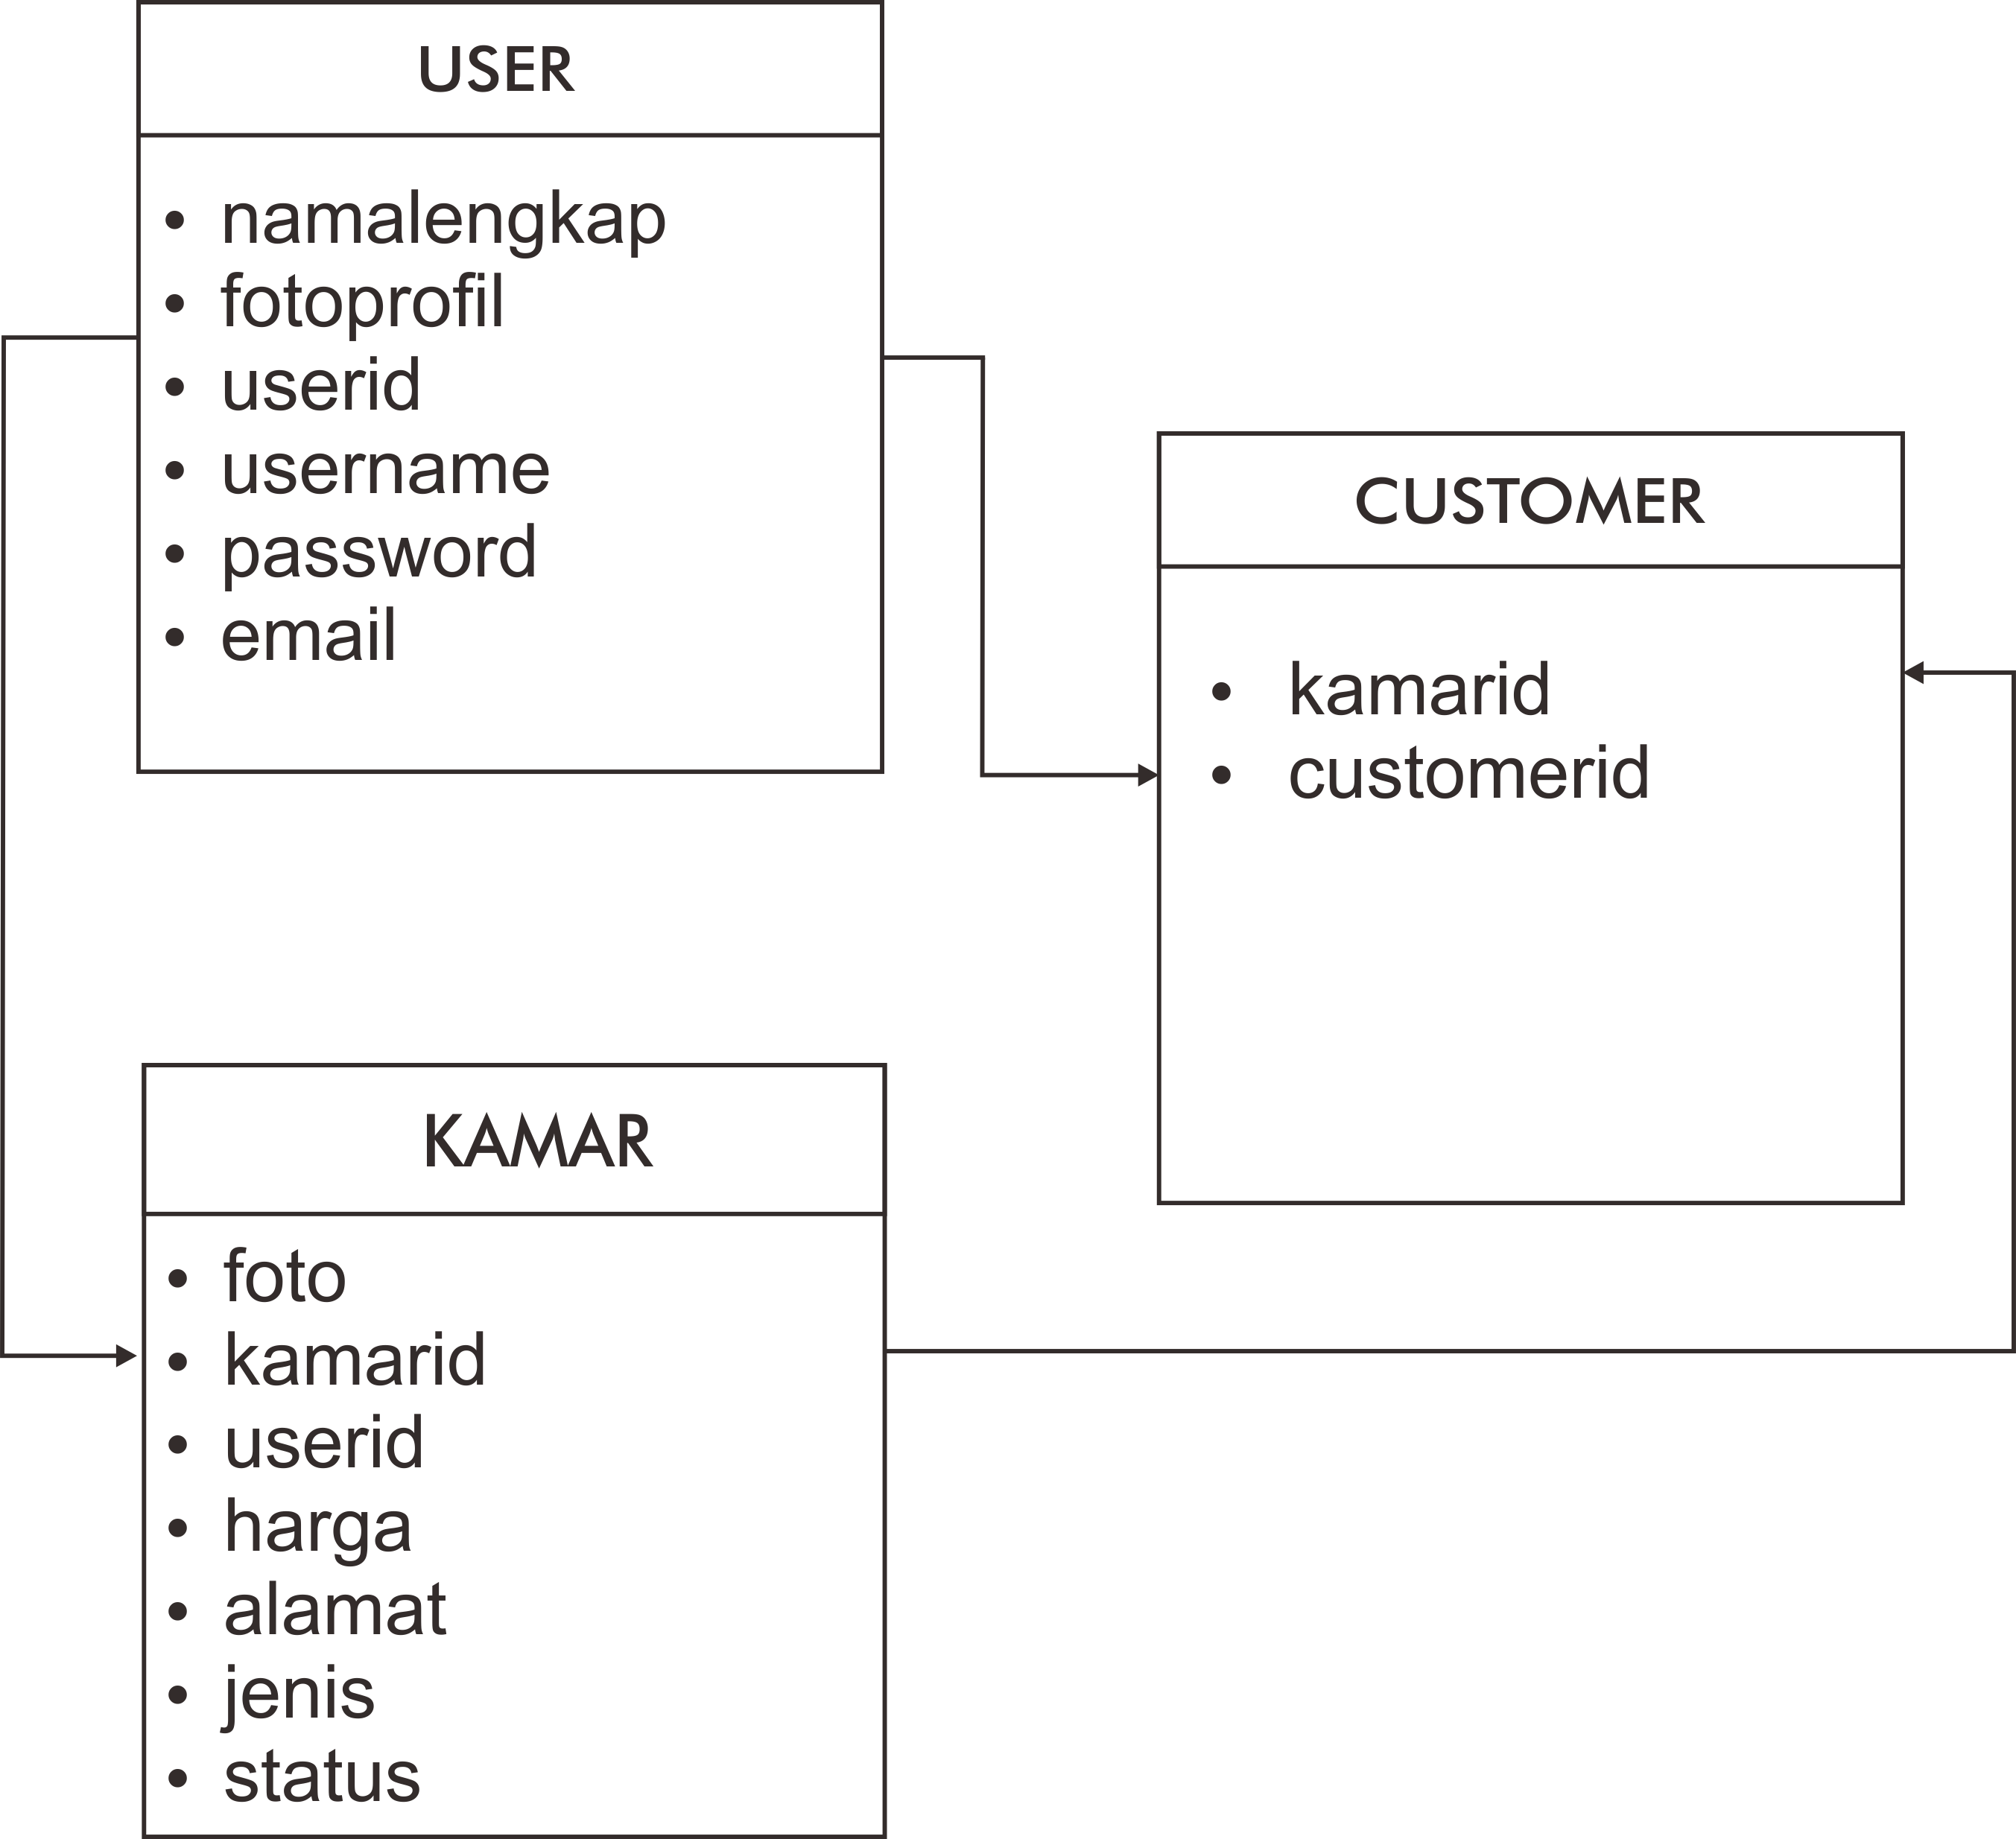 USER
• namalengkap
• fotoprofil
• userid
• username
• password
• email
CUSTOMER
• kamarid
• customerid
KAMAR
• foto
• kamarid
• userid
• harga
• alamat
• jenis
• status